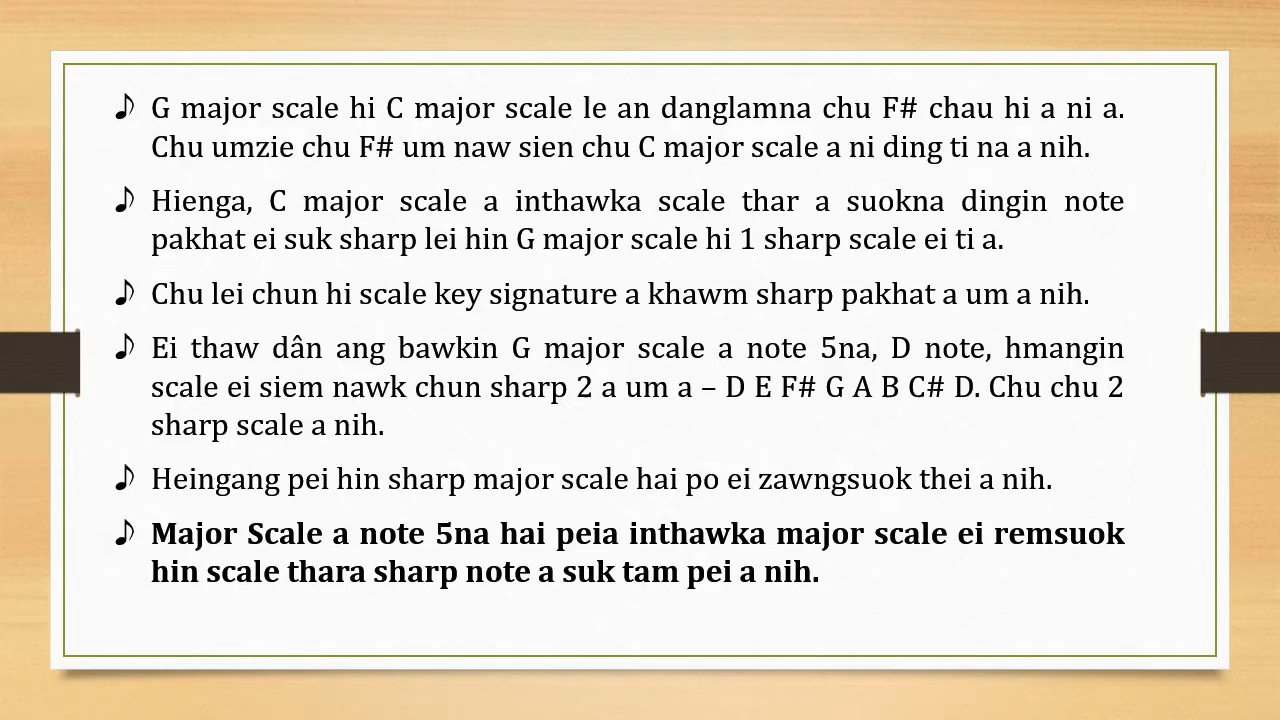 ♪ G major scale hi C major scale le an danglamna chu F# chau hi a ni a.
Chu umzie chu F# um naw sien chu C major scale a ni ding ti na a nih.
♪ Hienga, C major scale a inthawka scale thar a suokna dingin note
pakhat ei suk sharp lei hin G major scale hi 1 sharp scale ei ti a.
♪ Chu lei chun hi scale key signature a khawm sharp pakhat a um a nih.
♪ Ei thaw dân ang bawkin G major scale a note 5na, D note, hmangin
scale ei siem nawk chun sharp 2 a um a – D E F# G A B C# D. Chu chu 2
sharp scale a nih.
♪ Heingang pei hin sharp major scale hai po ei zawngsuok thei a nih.
♪ Major Scale a note 5na hai peia inthawka major scale ei remsuok
hin scale thara sharp note a suk tam pei a nih.